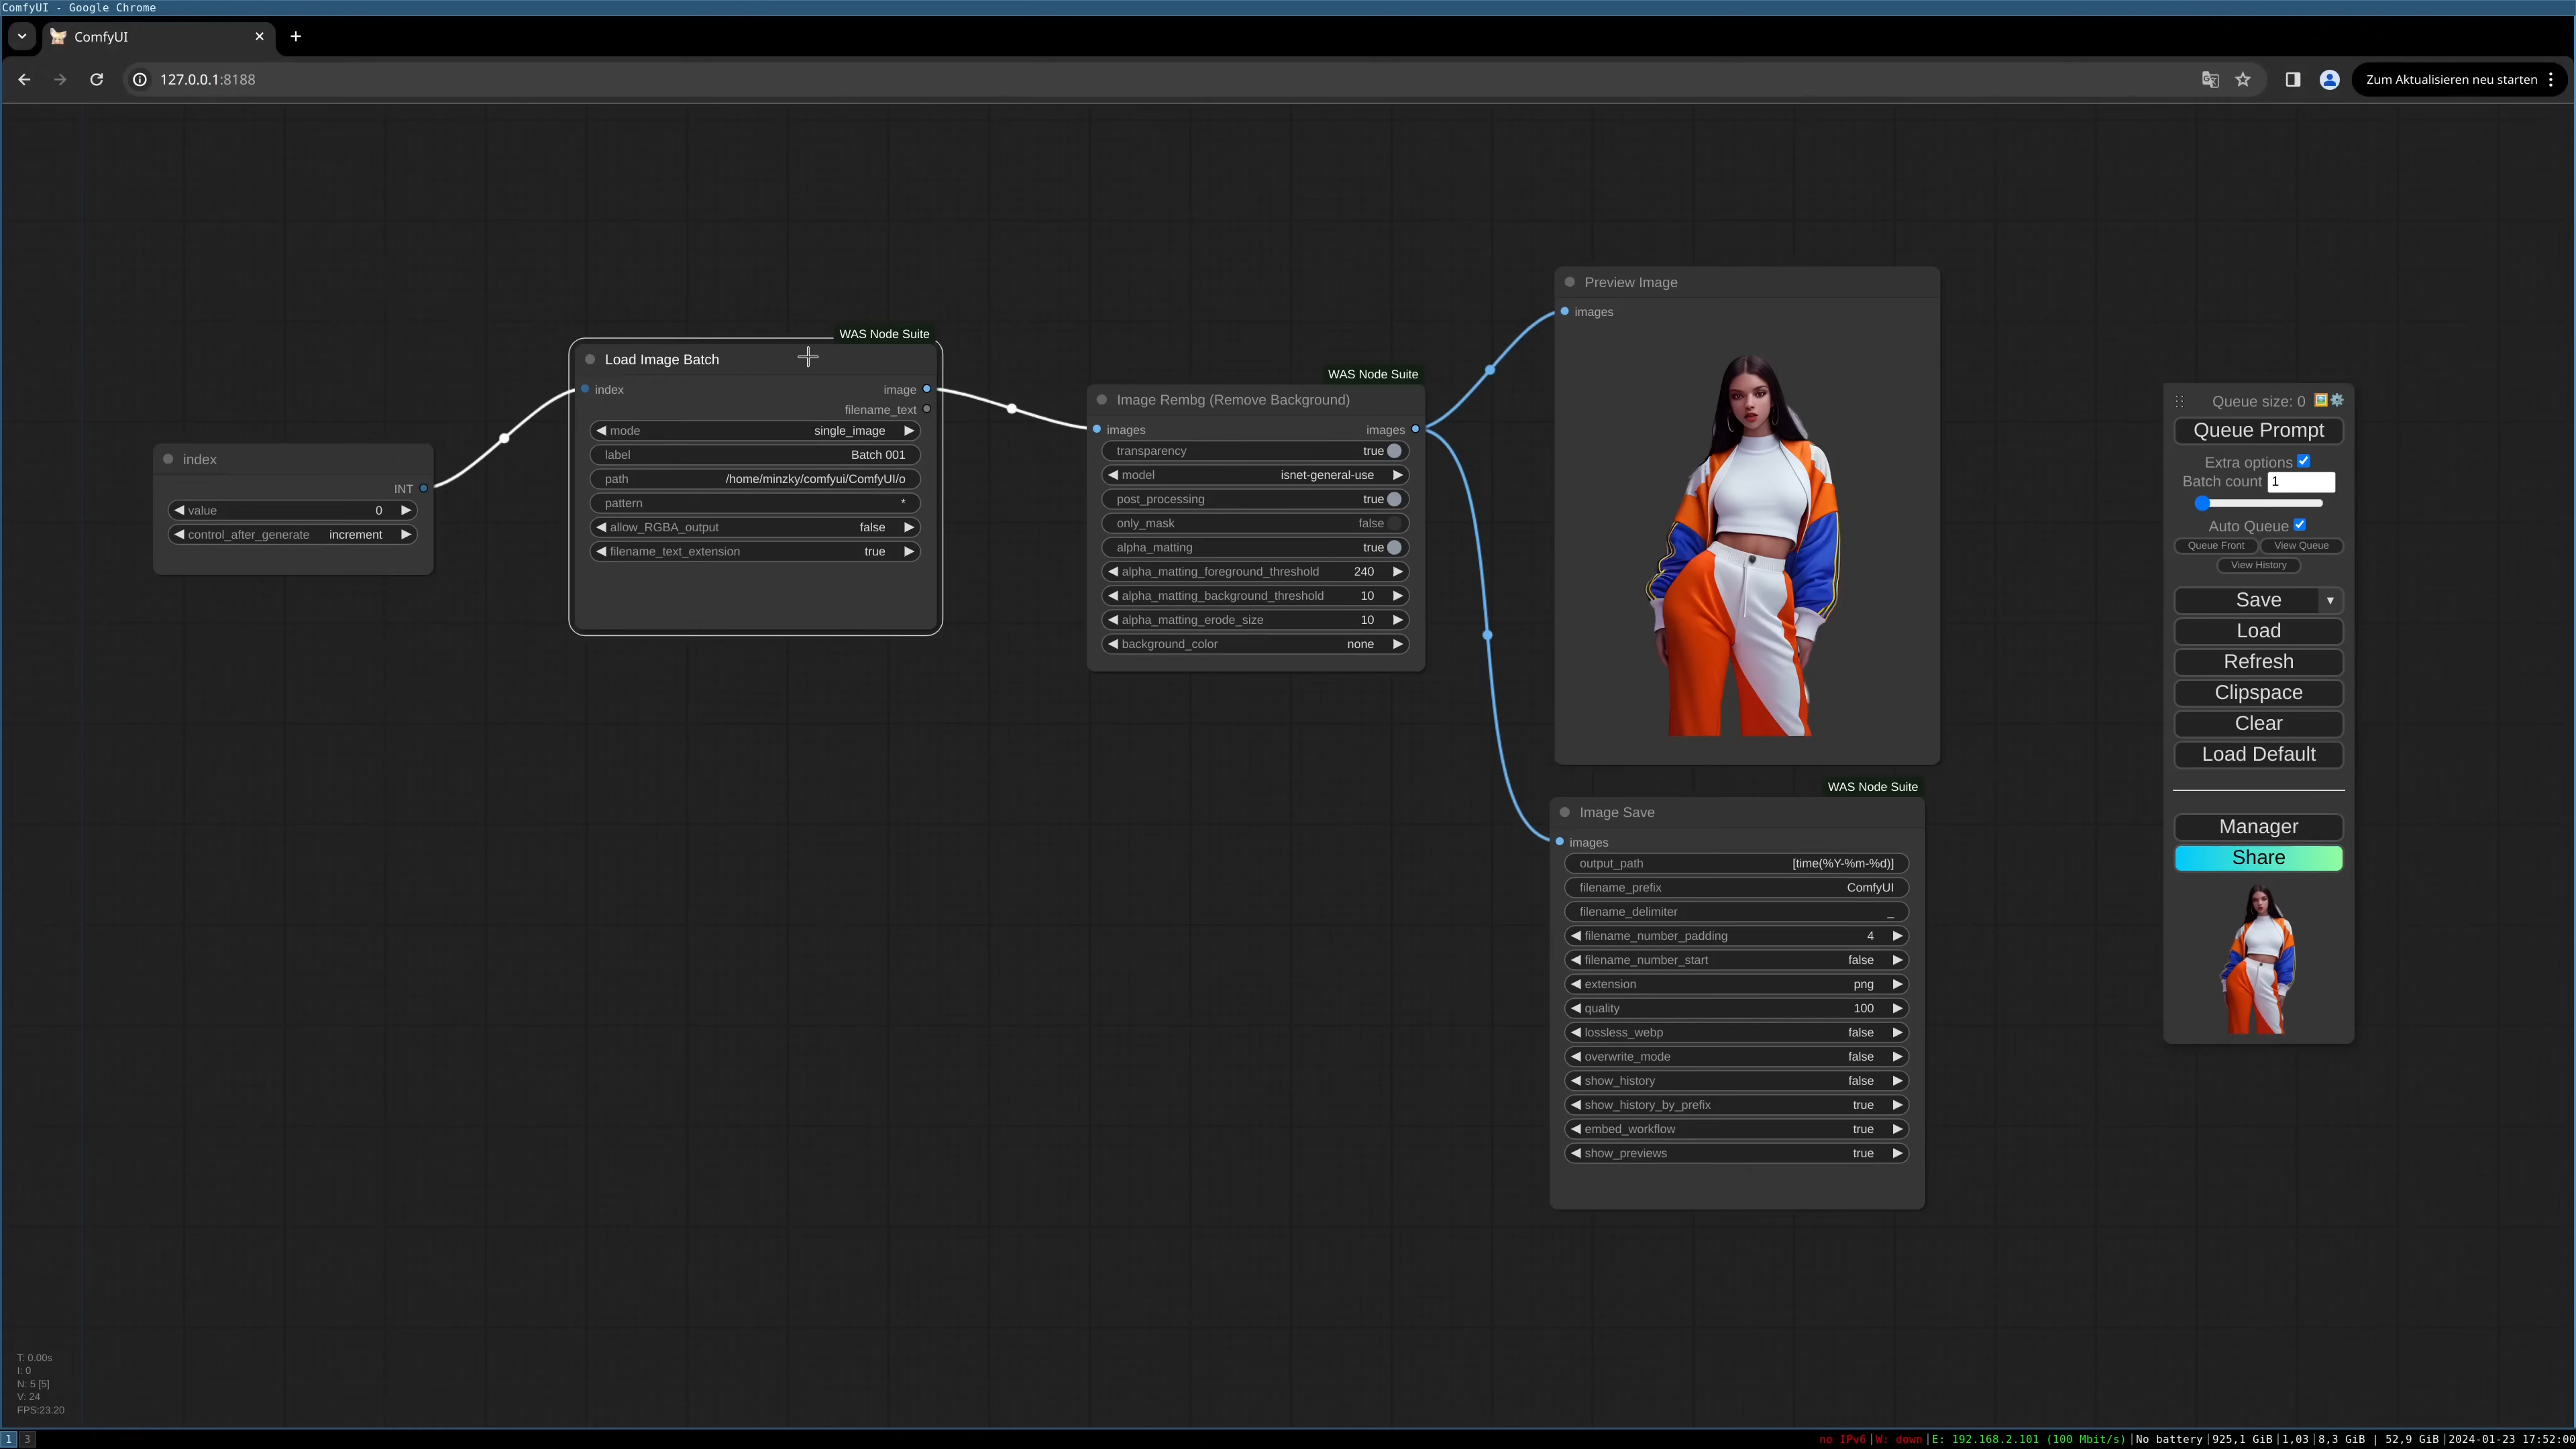 ComfyUI - Google Chrome
ComfyUI
127.0.0.1:8188
Zum Aktualisieren neu starten
index
INT
value 0
control_after_generate increment
WAS Node Suite
Load Image Batch
index image
filename_text
mode single_image
label Batch 001
path /home/minzky/comfyui/ComfyUI/o
pattern *
allow_RGBA_output false
filename_text_extension true
WAS Node Suite
Image Rembg (Remove Background)
images images
transparency true
model isnet-general-use
post_processing true
only_mask false
alpha_matting true
alpha_matting_foreground_threshold 240
alpha_matting_background_threshold 10
alpha_matting_erode_size 10
background_color none
Preview Image
images
WAS Node Suite
Image Save
images
output_path [time(%Y-%m-%d)]
filename_prefix ComfyUI
filename_delimiter _
filename_number_padding 4
filename_number_start false
extension png
quality 100
lossless_webp false
overwrite_mode false
show_history false
show_history_by_prefix true
embed_workflow true
show_previews true
Queue size: 0
Queue Prompt
Extra options
Batch count 1
Auto Queue
Queue Front View Queue
View History
Save
Load
Refresh
Clipspace
Clear
Load Default
Manager
Share
T: 0.00s
I: 0
N: 5 [5]
V: 24
FPS:23.20
1 3
no IPv6|W: down|E: 192.168.2.101 (100 Mbit/s)|No battery|925,1 GiB|1,03|8,3 GiB | 52,9 GiB|2024-01-23 17:52:00